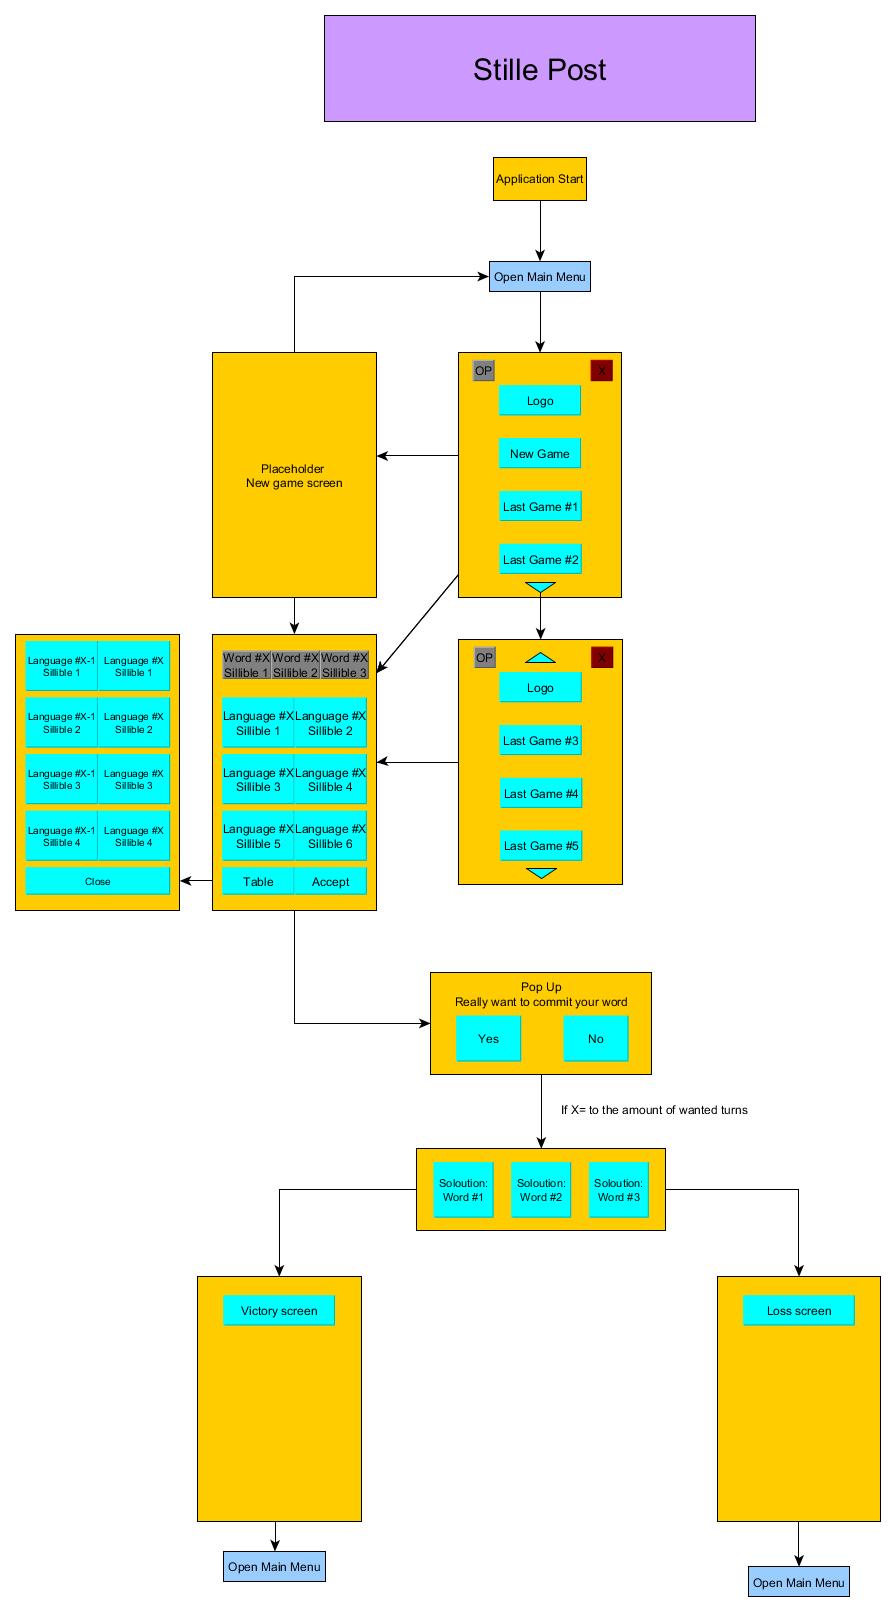 Stille Post
Application Start
Open Main Menu
OP
X
Logo
New Game
Last Game #1
Last Game #2
Placeholder
New game screen
OP
X
Logo
Last Game #3
Last Game #4
Last Game #5
Word #X
Sillible 1
Word #X
Sillible 2
Word #X
Sillible 3
Language #X
Sillible 1
Language #X
Sillible 2
Language #X
Sillible 3
Language #X
Sillible 4
Language #X
Sillible 5
Language #X
Sillible 6
Table
Accept
Language #X-1
Sillible 1
Language #X
Sillible 1
Language #X-1
Sillible 2
Language #X
Sillible 2
Language #X-1
Sillible 3
Language #X
Sillible 3
Language #X-1
Sillible 4
Language #X
Sillible 4
Close
Pop Up
Really want to commit your word
Yes
No
If X= to the amount of wanted turns
Soloution:
Word #1
Soloution:
Word #2
Soloution:
Word #3
Victory screen
Loss screen
Open Main Menu
Open Main Menu